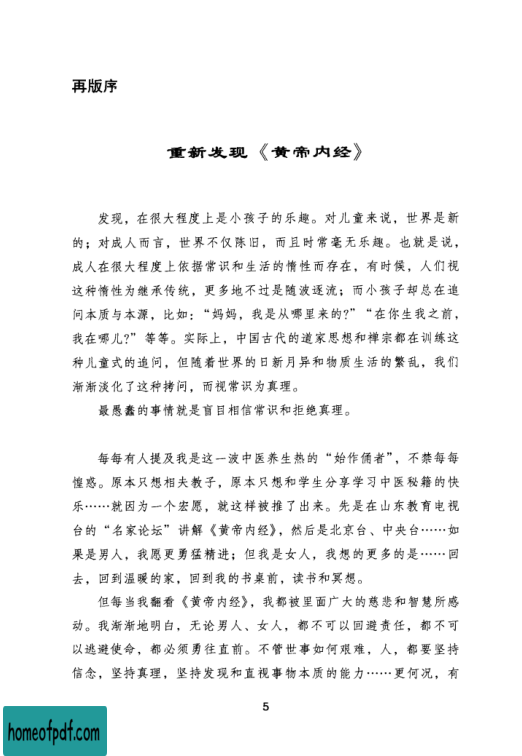 再版序
重新发现《黄帝内经》
发现，在很大程度上是小孩子的乐趣。对儿童来说，世界是新
的；对成人而言，世界不仅陈旧，而且时常毫无乐趣。也就是说，
成人在很大程度上依据常识和生活的惰性而存在，有时候，人们视
这种惰性为继承传统，更多地不过是随波逐流；而小孩子却总在追
问本质与本源，比如：“妈妈，我是从哪里来的?”“在你生我之前，
我在哪儿?”等等。实际上，中国古代的道家思想和禅宗都在训练这
种儿童式的追问，但随着世界的日新月异和物质生活的繁乱，我们
渐渐淡化了这种拷问，而视常识为真理。
最愚蠢的事情就是盲目相信常识和拒绝真理。
每每有人提及我是这一波中医养生热的“始作俑者”，不禁每每
惶惑。原本只想相夫教子，原本只想和学生分享学习中医秘籍的快
乐……就因为一个宏愿，就这样被推了出来。先是在山东教育电视
台的“名家论坛”讲解《黄帝内经》，然后是北京台、中央台……如
果是男人，我愿更勇猛精进；但我是女人，我想的更多的是……回
去，回到温暖的家，回到我的书桌前，读书和冥想。
但每当我翻看《黄帝内经》，我都被里面广大的慈悲和智慧所感
动。我渐渐地明白，无论男人、女人，都不可以回避责任，都不可
以逃避使命，都必须勇往直前。不管世事如何艰难，人，都要坚持
信念，坚持真理，坚持发现和直视事物本质的能力……更何况，有
5
homeofpdf.com